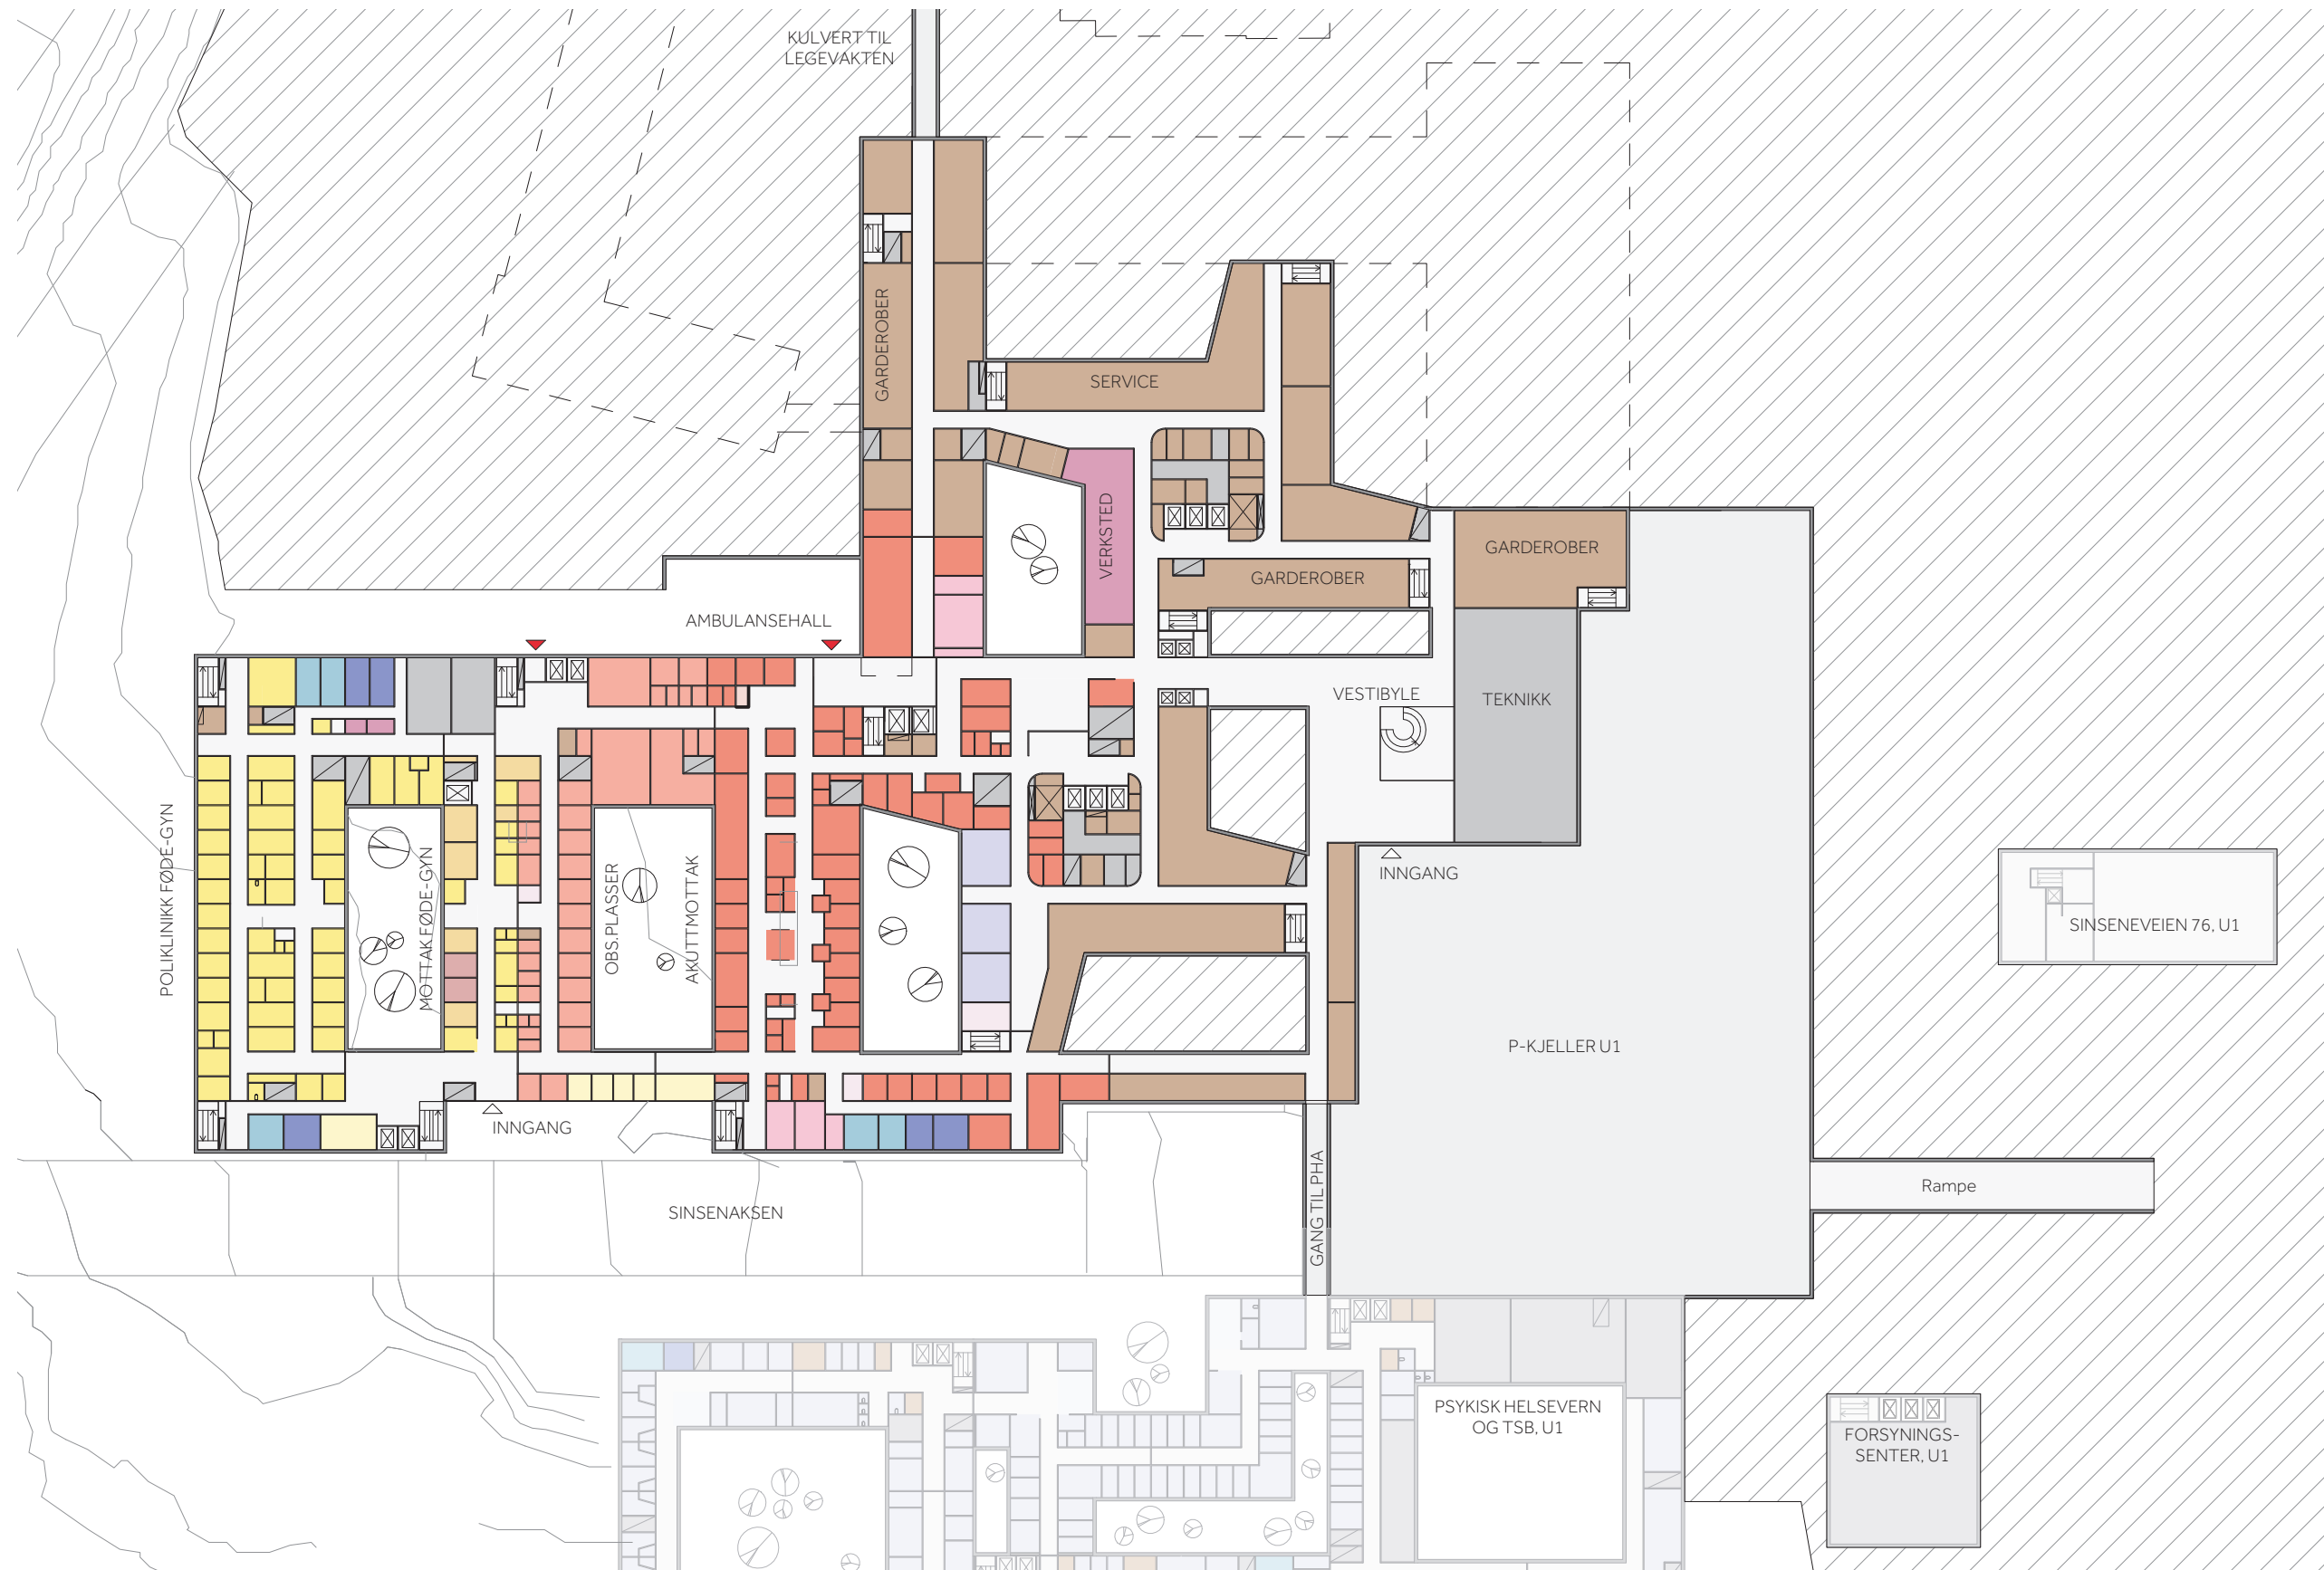 KULVERT TIL
LEGEVAKTEN
GARDEROBER
SERVICE
VERKSTED
GARDEROBER
GARDEROBER
AMBULANSEHALL
VESTIBYLE
TEKNIKK
POLIKLINIKK FØDE-GYN
MOTTAK FØDE-GYN
OBS.PLASSER
AKUTTMOTTAK
INNGANG
SINSENEVEIEN 76, U1
P-KJELLER U1
INNGANG
Rampe
GANG TIL PHA
SINSENAKSEN
PSYKISK HELSEVERN
OG TSB, U1
FORSYNINGS-
SENTER, U1